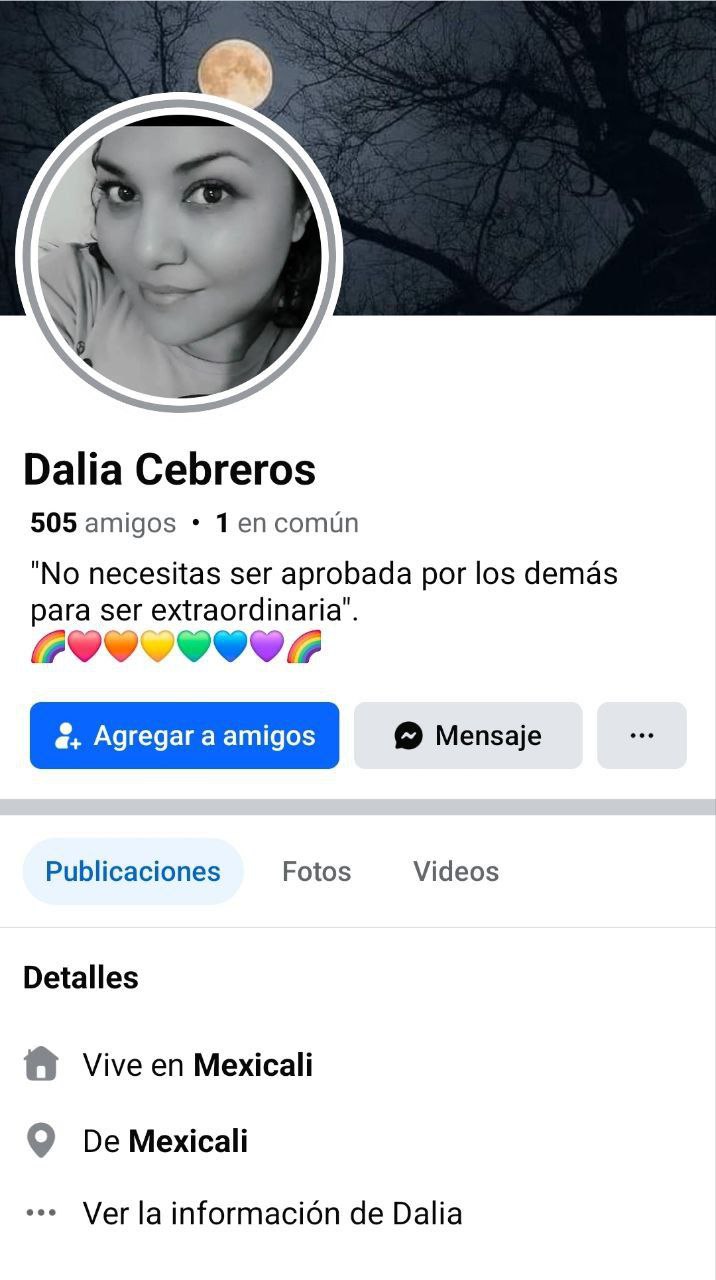 Dalia Cebreros
505 amigos • 1 en común
"No necesitas ser aprobada por los demás
para ser extraordinaria".
🌈❤️🧡💛💚💙💜🌈
Agregar a amigos
Mensaje
...
Publicaciones
Fotos
Videos
Detalles
Vive en Mexicali
De Mexicali
... Ver la información de Dalia